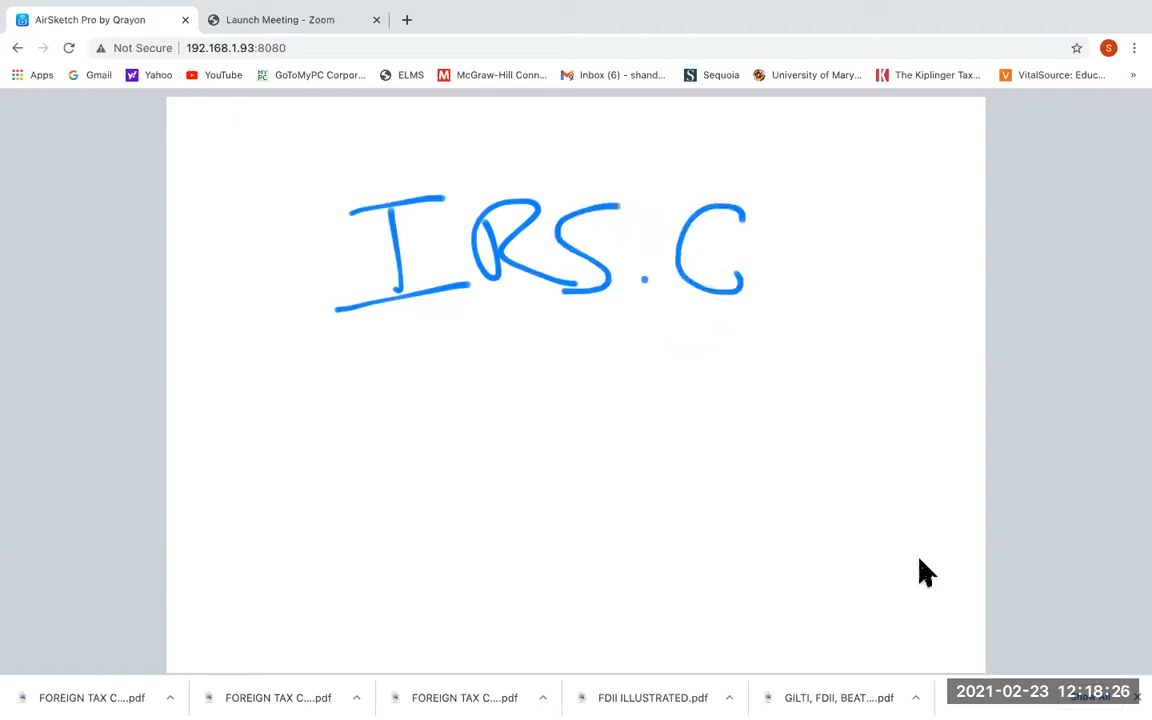 AirSketch Pro by Qrayon
Launch Meeting - Zoom
Not Secure 192.168.1.93:8080
S
Apps Gmail Yahoo YouTube GoToMyPC Corpor... ELMS McGraw-Hill Conn... Inbox (6) - shand... Sequoia University of Mary... The Kiplinger Tax... VitalSource: Educ... »
IRS.C
FOREIGN TAX C....pdf FOREIGN TAX C....pdf FOREIGN TAX C....pdf FDII ILLUSTRATED.pdf GILTI, FDII, BEAT....pdf
2021-02-23 12:18:26